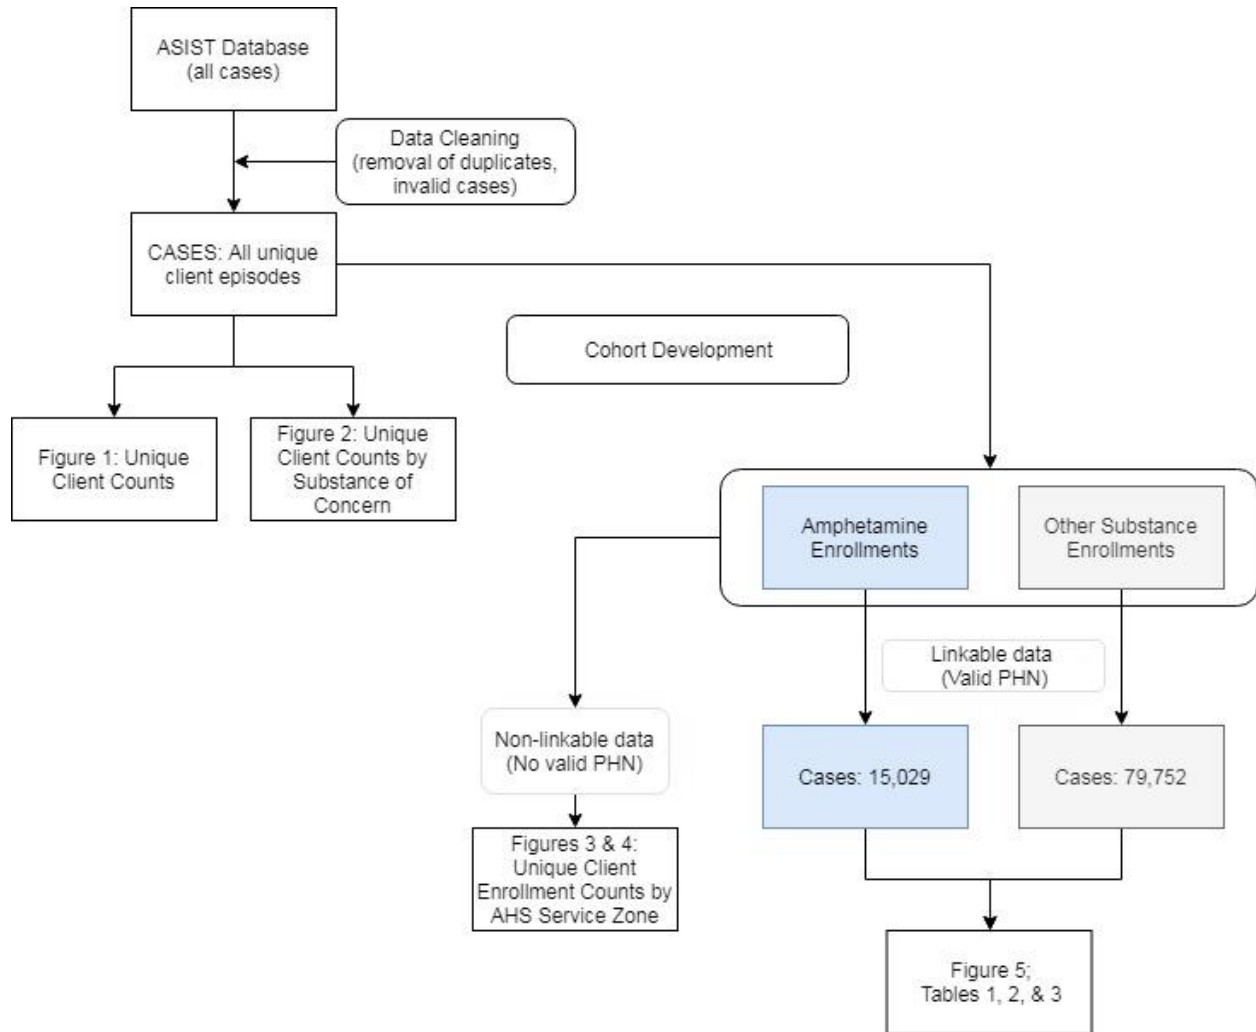 ASIST Database
(all cases)
Data Cleaning
(removal of duplicates,
invalid cases)
CASES: All unique
client episodes
Cohort Development
Figure 1: Unique
Client Counts
Figure 2: Unique
Client Counts by
Substance of
Concern
Amphetamine
Enrollments
Other Substance
Enrollments
Linkable data
(Valid PHN)
Non-linkable data
(No valid PHN)
Cases: 15,029
Cases: 79,752
Figures 3 & 4:
Unique Client
Enrollment Counts by
AHS Service Zone
Figure 5;
Tables 1, 2, & 3